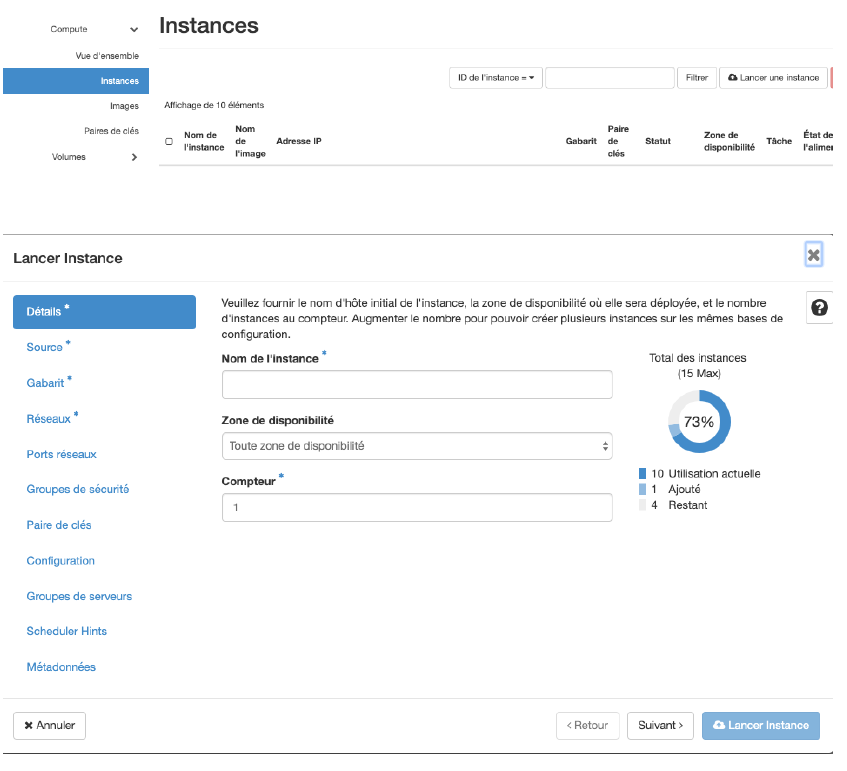 Compute
Instances
Vue d'ensemble
Instances
ID de l'instance =
Filtrer
Lancer une instance
Images
Affichage de 10 éléments
Paires de clés
Volumes
Nom de l'instance
Nom de l'image
Adresse IP
Gabarit
Paire de clés
Statut
Zone de disponibilité
Tâche
État de
Lancer Instance
Détails *
Source *
Gabarit *
Réseaux *
Ports réseaux
Groupes de sécurité
Paire de clés
Configuration
Groupes de serveurs
Scheduler Hints
Métadonnées
Veuillez fournir le nom d'hôte initial de l'instance, la zone de disponibilité où elle sera déployée, et le nombre
d'instances au compteur. Augmenter le nombre pour pouvoir créer plusieurs instances sur les mêmes bases de
configuration.
Nom de l'instance *
Zone de disponibilité
Toute zone de disponibilité
Compteur *
1
Total des instances
(15 Max)
73%
10 Utilisation actuelle
1 Ajouté
4 Restant
Annuler
Retour
Suivant
Lancer Instance